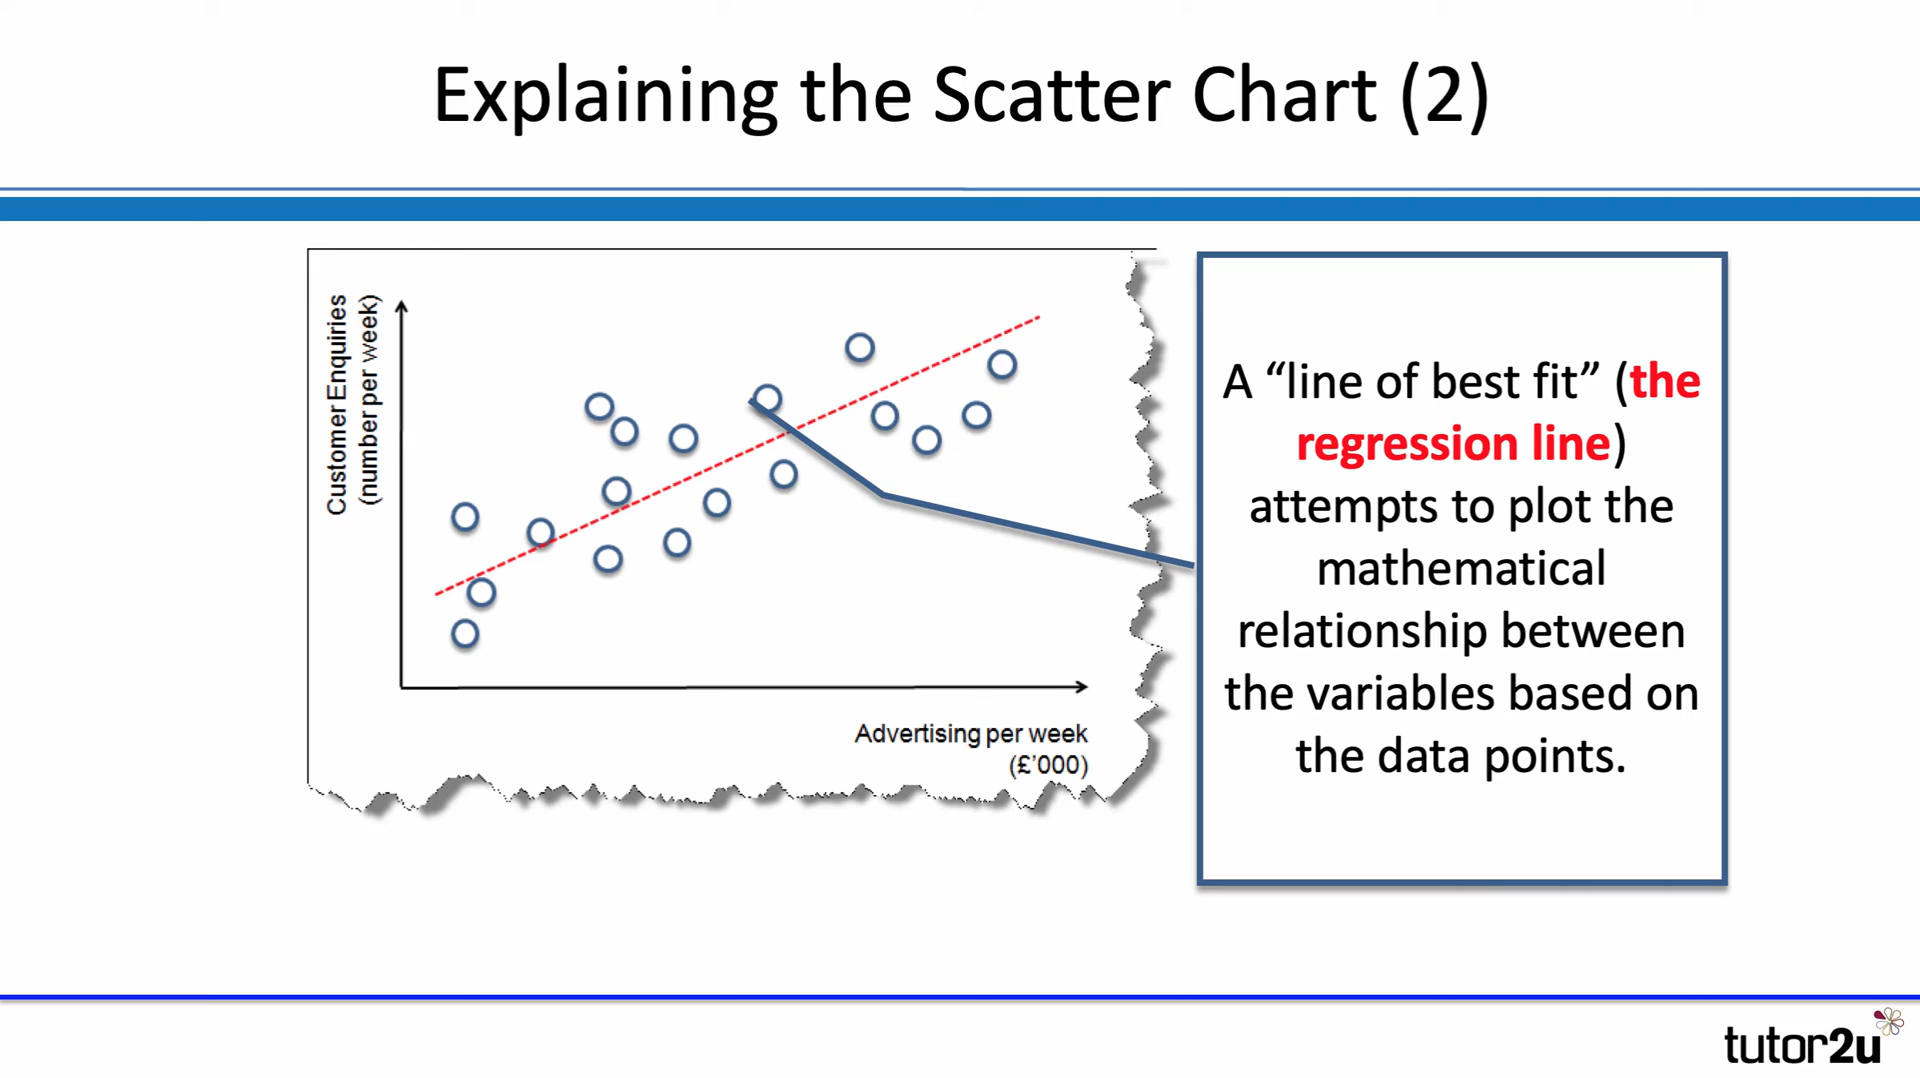 Explaining the Scatter Chart (2)
Customer Enquiries
(number per week)
Advertising per week
(£'000)
A “line of best fit” (the
regression line)
attempts to plot the
mathematical
relationship between
the variables based on
the data points.
tutor2u